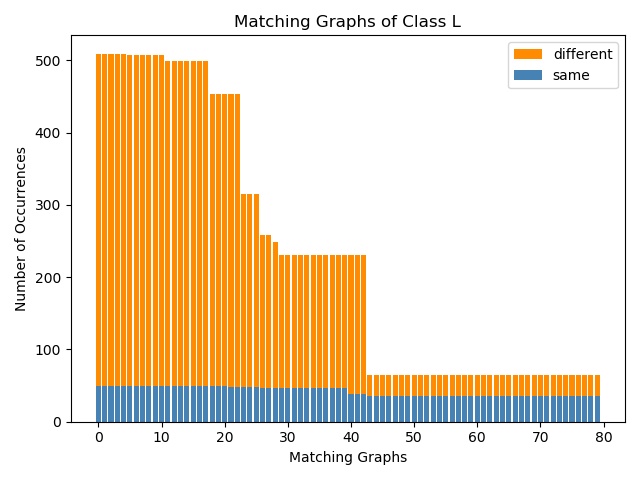 Matching Graphs of Class L
different
same
Number of Occurrences
500
400
300
200
100
0
0 10 20 30 40 50 60 70 80
Matching Graphs